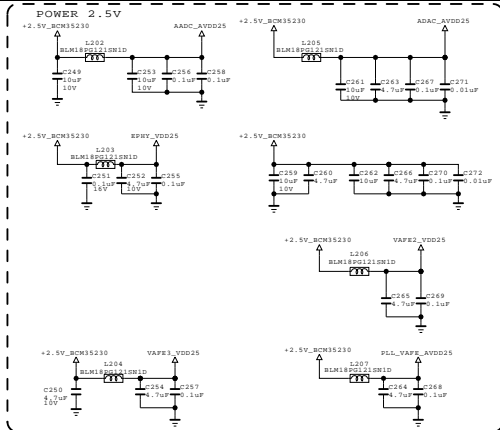 POWER 2.5V
+2.5V_BCM35230
AADC_AVDD25
L202
BLM18PG121SN1D
C249
10uF
10V
C253
10uF
10V
C256
0.1uF
C258
0.1uF
+2.5V_BCM35230
ADAC_AVDD25
L205
BLM18PG121SN1D
C261
10uF
10V
C263
4.7uF
C267
0.1uF
C271
0.01uF
+2.5V_BCM35230
EPHY_VDD25
L203
BLM18PG121SN1D
C251
0.1uF
16V
C252
4.7uF
10V
C255
0.1uF
+2.5V_BCM35230
C259
10uF
10V
C260
4.7uF
C262
10uF
C266
4.7uF
C270
0.1uF
C272
0.01uF
+2.5V_BCM35230
VAFE2_VDD25
L206
BLM18PG121SN1D
C265
4.7uF
C269
0.1uF
+2.5V_BCM35230
VAFE3_VDD25
L204
BLM18PG121SN1D
C250
4.7uF
10V
C254
4.7uF
C257
0.1uF
+2.5V_BCM35230
PLL_VAFE_AVDD25
L207
BLM18PG121SN1D
C264
4.7uF
C268
0.1uF